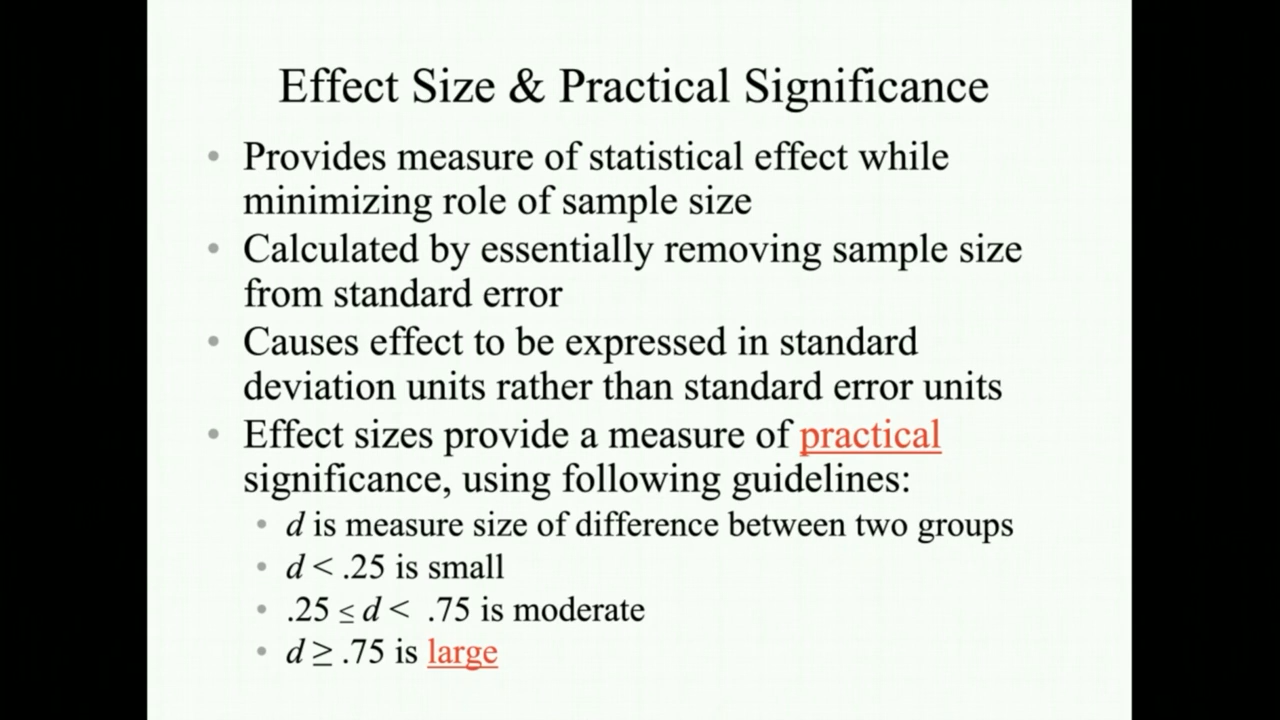 Effect Size & Practical Significance
• Provides measure of statistical effect while
minimizing role of sample size
• Calculated by essentially removing sample size
from standard error
• Causes effect to be expressed in standard
deviation units rather than standard error units
• Effect sizes provide a measure of practical
significance, using following guidelines:
• d is measure size of difference between two groups
• d < .25 is small
• .25 ≤ d < .75 is moderate
• d ≥ .75 is large